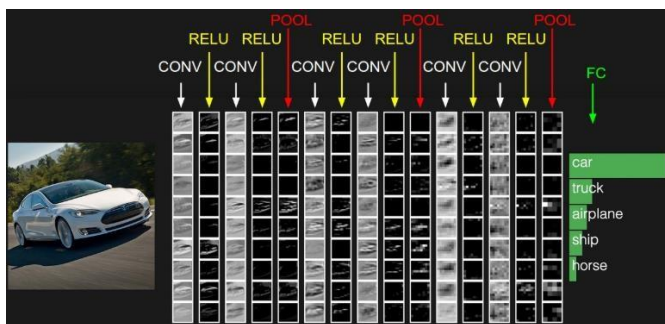 POOL POOL POOL
RELU RELU RELU RELU RELU RELU
CONV CONV CONV CONV CONV CONV FC
car
truck
airplane
ship
horse